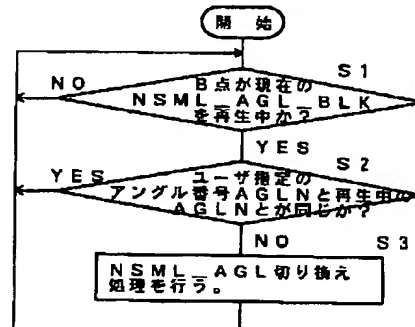 開始
S1
B点が現在の
NO
NSML_AGL_BLK
を再生中か?
YES
S2
YES
ユーザ指定の
アングル番号AGLNと再生中の
AGLNとが同じか?
NO
S3
NSML_AGL切り換え
処理を行う。